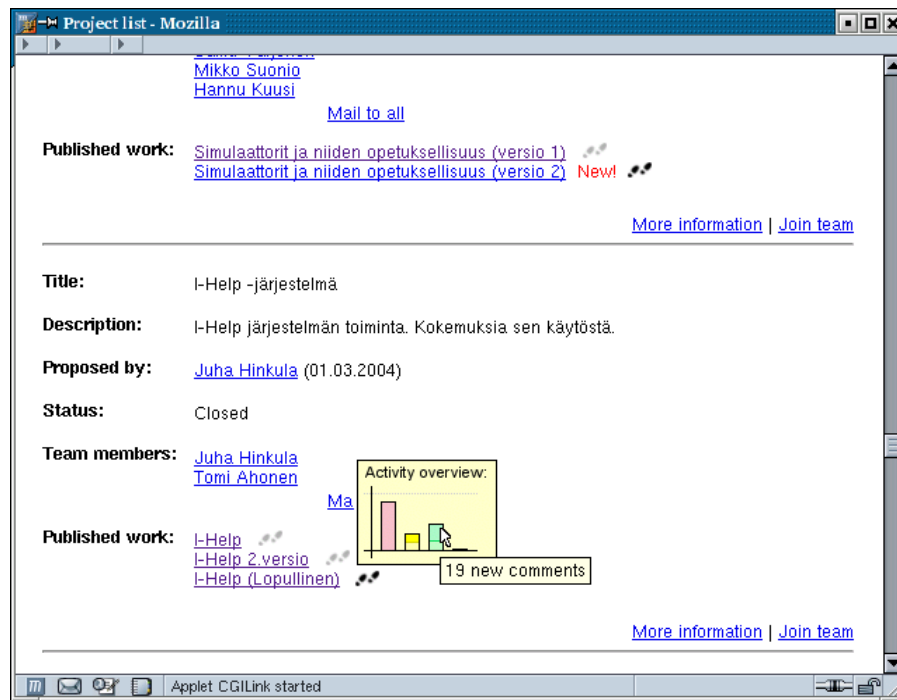 Project list - Mozilla
Mikko Suonio
Hannu Kuusi
Mail to all
Published work: Simulaattorit ja niiden opetuksellisuus (versio 1)
Simulaattorit ja niiden opetuksellisuus (versio 2) New!
More information | Join team
Title: I-Help -järjestelmä
Description: I-Help järjestelmän toiminta. Kokemuksia sen käytöstä.
Proposed by: Juha Hinkula (01.03.2004)
Status: Closed
Team members: Juha Hinkula
Tomi Ahonen
Activity overview:
Ma
Published work: I-Help
I-Help 2.versio
19 new comments
I-Help (Lopullinen)
More information | Join team
Applet CGILink started